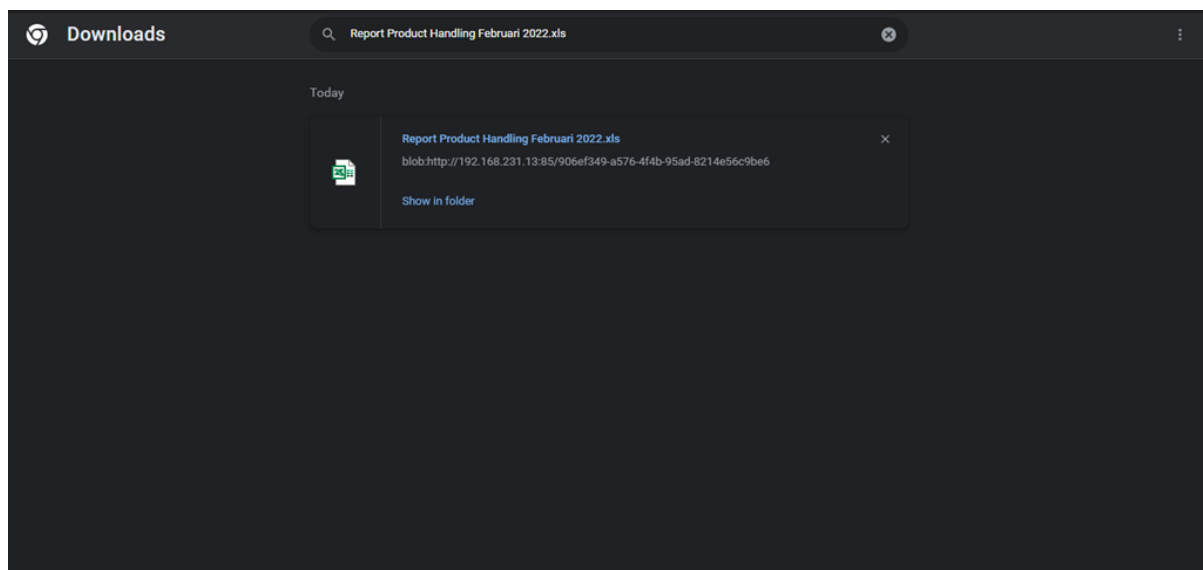 Downloads
Report Product Handling Februari 2022.xls
Today
Report Product Handling Februari 2022.xls
blob:http://192.168.231.13:85/906ef349-a576-4f4b-95ad-8214e56c9be6
Show in folder